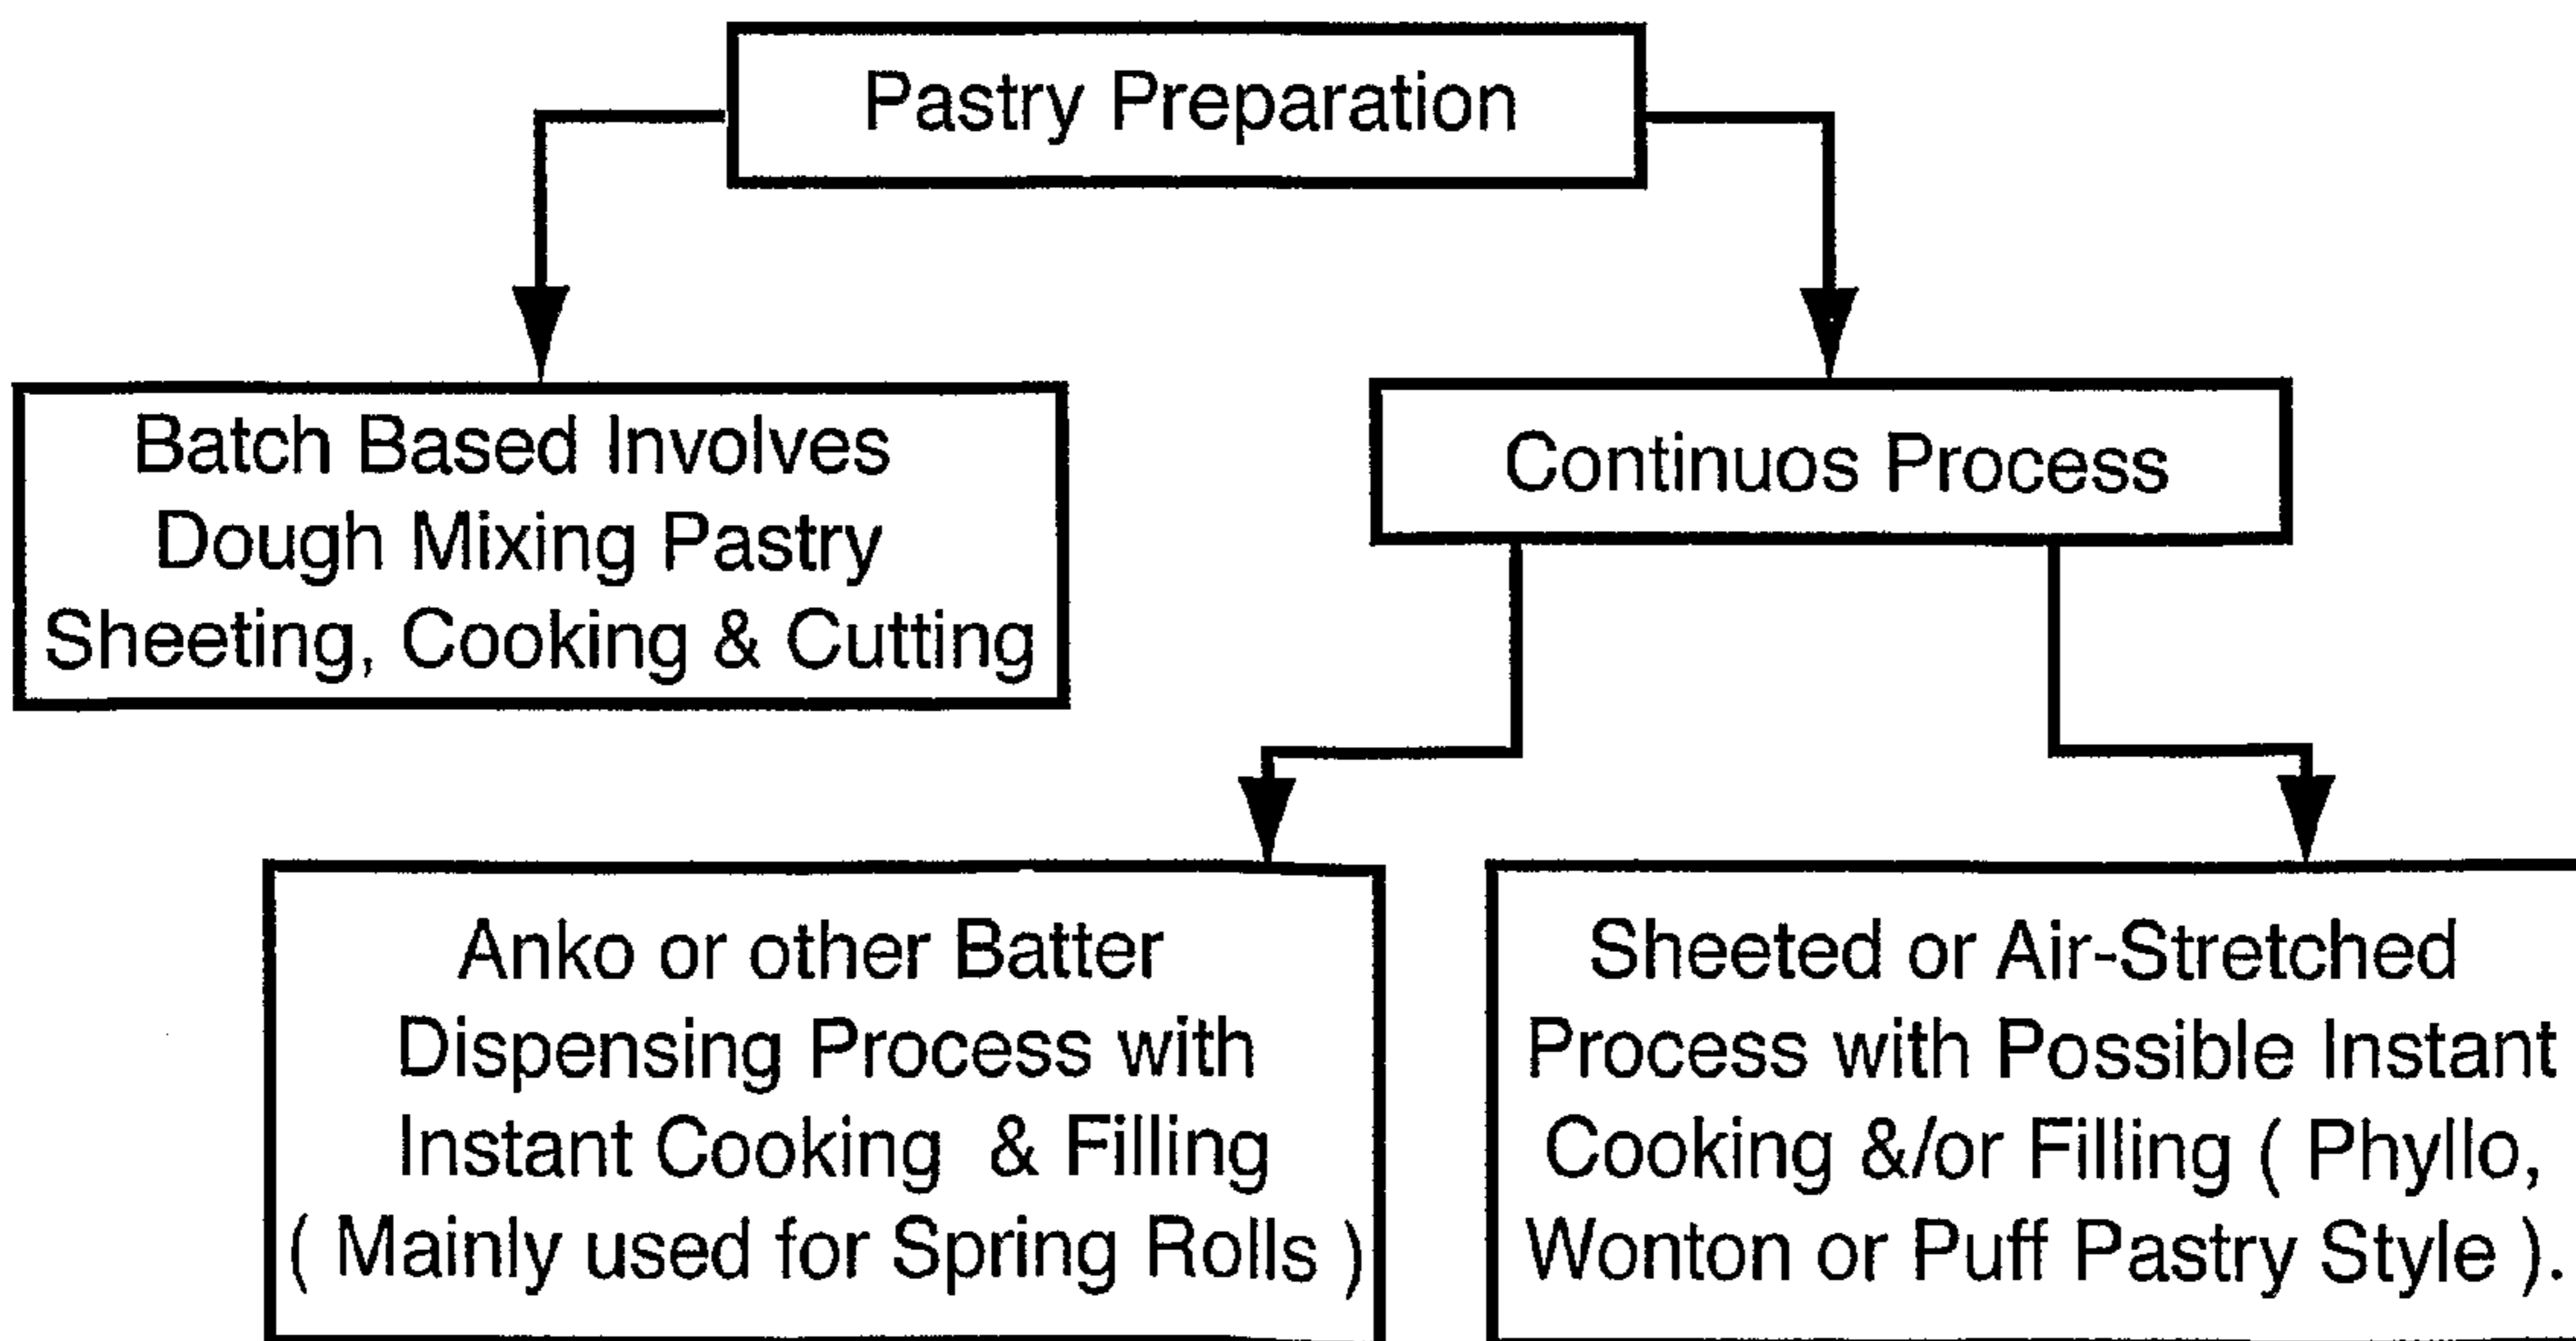 Pastry Preparation
Batch Based Involves
Dough Mixing Pastry
Sheeting, Cooking & Cutting
Continuos Process
Anko or other Batter
Dispensing Process with
Instant Cooking & Filling
( Mainly used for Spring Rolls )
Sheeted or Air-Stretched
Process with Possible Instant
Cooking &/or Filling ( Phyllo,
Wonton or Puff Pastry Style ).